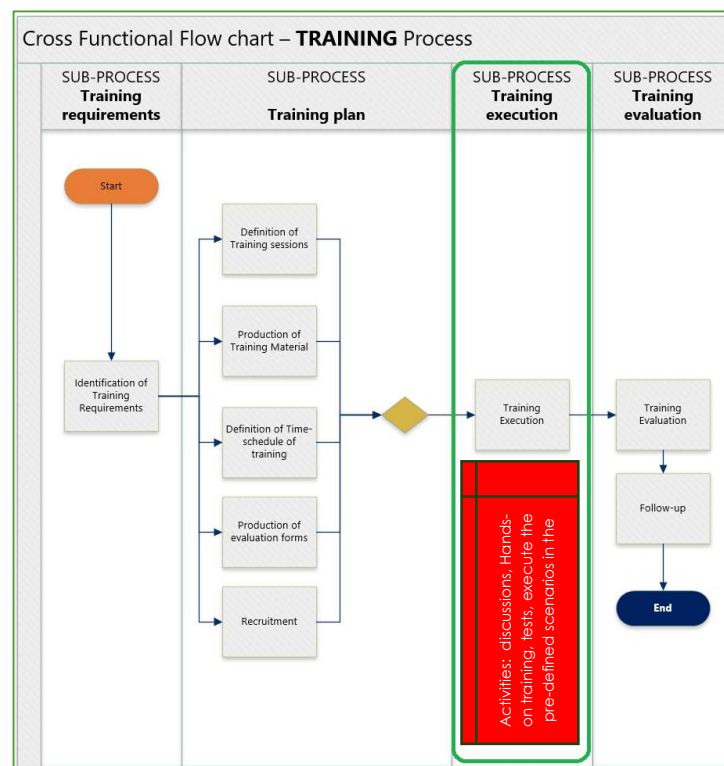 Cross Functional Flow chart – TRAINING Process
SUB-PROCESS
Training
requirements
SUB-PROCESS
Training plan
SUB-PROCESS
Training
execution
SUB-PROCESS
Training
evaluation
Start
Identification of
Training
Requirements
Definition of
Training sessions
Production of
Training Material
Definition of Time-
schedule of
training
Production of
evaluation forms
Recruitment
Training
Execution
Activities: discussions, Hands-
on training, tests, execute the
pre-defined scenarios in the
Training
Evaluation
Follow-up
End